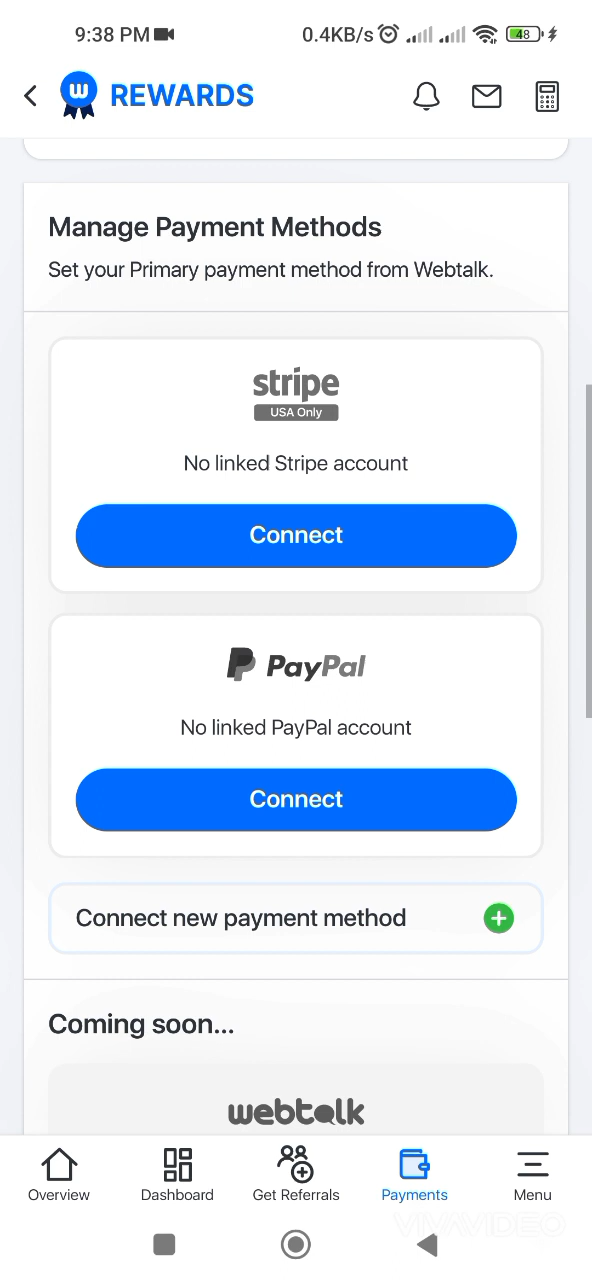 9:38 PM 0.4KB/s 48
w REWARDS
Manage Payment Methods
Set your Primary payment method from Webtalk.
stripe
USA Only
No linked Stripe account
Connect
PayPal
No linked PayPal account
Connect
Connect new payment method
Coming soon...
webtalk
Overview Dashboard Get Referrals Payments Menu
VIVAVIDEO